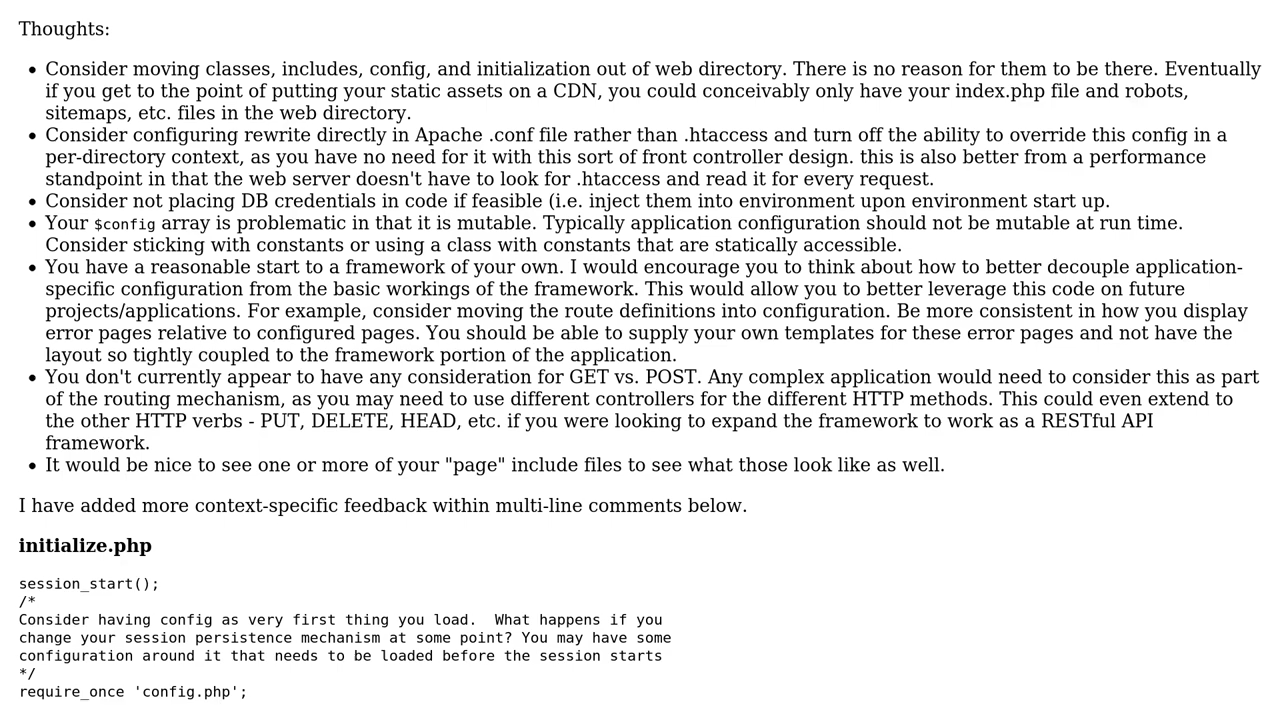 Thoughts:
• Consider moving classes, includes, config, and initialization out of web directory. There is no reason for them to be there. Eventually
if you get to the point of putting your static assets on a CDN, you could conceivably only have your index.php file and robots,
sitemaps, etc. files in the web directory.
• Consider configuring rewrite directly in Apache .conf file rather than .htaccess and turn off the ability to override this config in a
per-directory context, as you have no need for it with this sort of front controller design. this is also better from a performance
standpoint in that the web server doesn't have to look for .htaccess and read it for every request.
• Consider not placing DB credentials in code if feasible (i.e. inject them into environment upon environment start up.
• Your $config array is problematic in that it is mutable. Typically application configuration should not be mutable at run time.
Consider sticking with constants or using a class with constants that are statically accessible.
• You have a reasonable start to a framework of your own. I would encourage you to think about how to better decouple application-
specific configuration from the basic workings of the framework. This would allow you to better leverage this code on future
projects/applications. For example, consider moving the route definitions into configuration. Be more consistent in how you display
error pages relative to configured pages. You should be able to supply your own templates for these error pages and not have the
layout so tightly coupled to the framework portion of the application.
• You don't currently appear to have any consideration for GET vs. POST. Any complex application would need to consider this as part
of the routing mechanism, as you may need to use different controllers for the different HTTP methods. This could even extend to
the other HTTP verbs - PUT, DELETE, HEAD, etc. if you were looking to expand the framework to work as a RESTful API
framework.
• It would be nice to see one or more of your "page" include files to see what those look like as well.
I have added more context-specific feedback within multi-line comments below.
initialize.php
session_start();
/*
Consider having config as very first thing you load.  What happens if you
change your session persistence mechanism at some point? You may have some
configuration around it that needs to be loaded before the session starts
*/
require_once 'config.php';